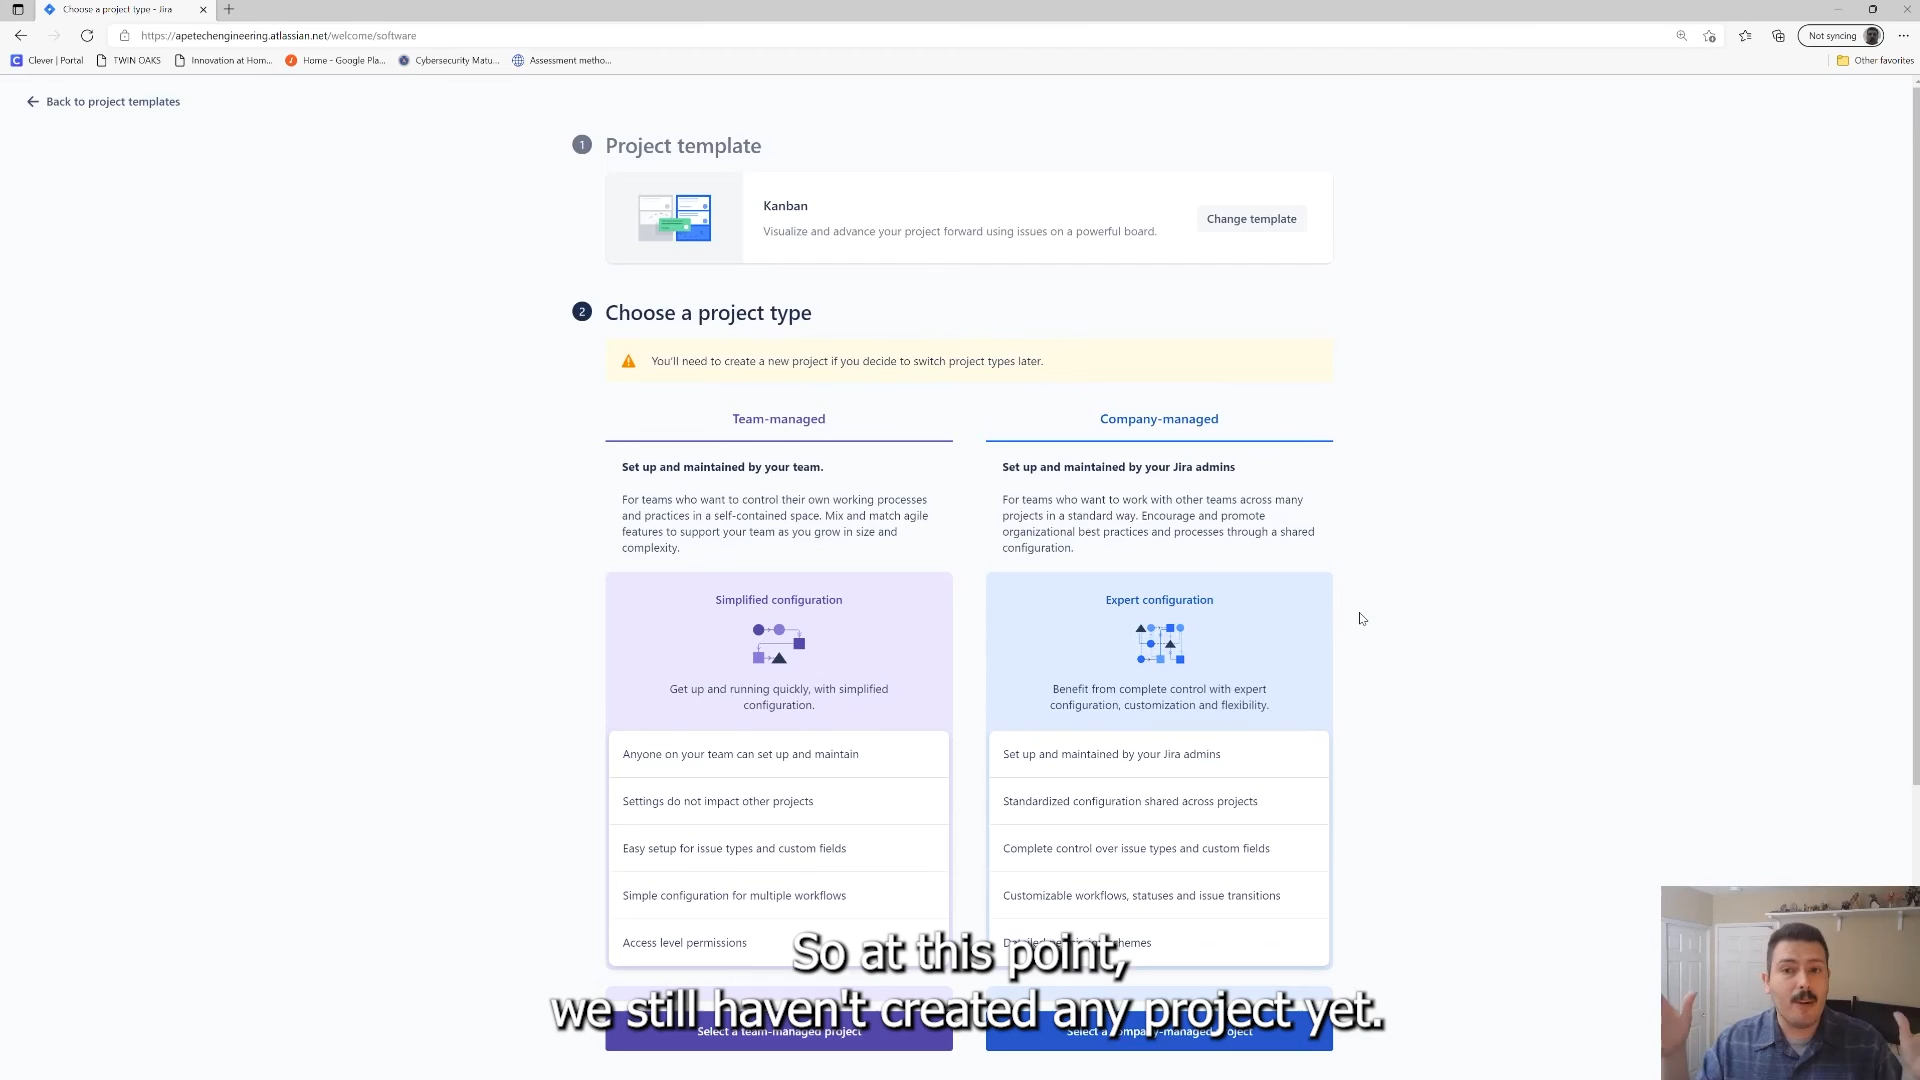 Choose a project type - Jira
https://apetechengineering.atlassian.net/welcome/software
Not syncing
Clever | Portal
TWIN OAKS
Innovation at Hom...
Home - Google Pla...
Cybersecurity Matu...
Assessment metho...
Other favorites
Back to project templates
1 Project template
Kanban
Visualize and advance your project forward using issues on a powerful board.
Change template
2 Choose a project type
You'll need to create a new project if you decide to switch project types later.
Team-managed
Set up and maintained by your team.
For teams who want to control their own working processes
and practices in a self-contained space. Mix and match agile
features to support your team as you grow in size and
complexity.
Simplified configuration
Get up and running quickly, with simplified
configuration.
Anyone on your team can set up and maintain
Settings do not impact other projects
Easy setup for issue types and custom fields
Simple configuration for multiple workflows
Access level permissions
Select a team-managed project
Company-managed
Set up and maintained by your Jira admins
For teams who want to work with other teams across many
projects in a standard way. Encourage and promote
organizational best practices and processes through a shared
configuration.
Expert configuration
Benefit from complete control with expert
configuration, customization and flexibility.
Set up and maintained by your Jira admins
Standardized configuration shared across projects
Complete control over issue types and custom fields
Customizable workflows, statuses and issue transitions
Select a company-managed project
So at this point,
we still haven't created any project yet.